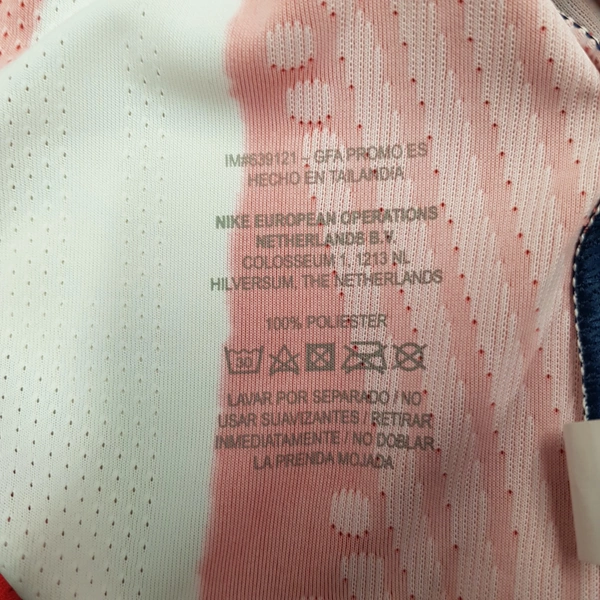 IM#639121 - GFA PROMO ES
HECHO EN TAILANDIA
NIKE EUROPEAN OPERATIONS
NETHERLANDS B.V.
COLOSSEUM 1, 1213 NL
HILVERSUM, THE NETHERLANDS
100% POLIESTER
30
LAVAR POR SEPARADO / NO
USAR SUAVIZANTES / RETIRAR
INMEDIATAMENTE / NO DOBLAR
LA PRENDA MOJADA